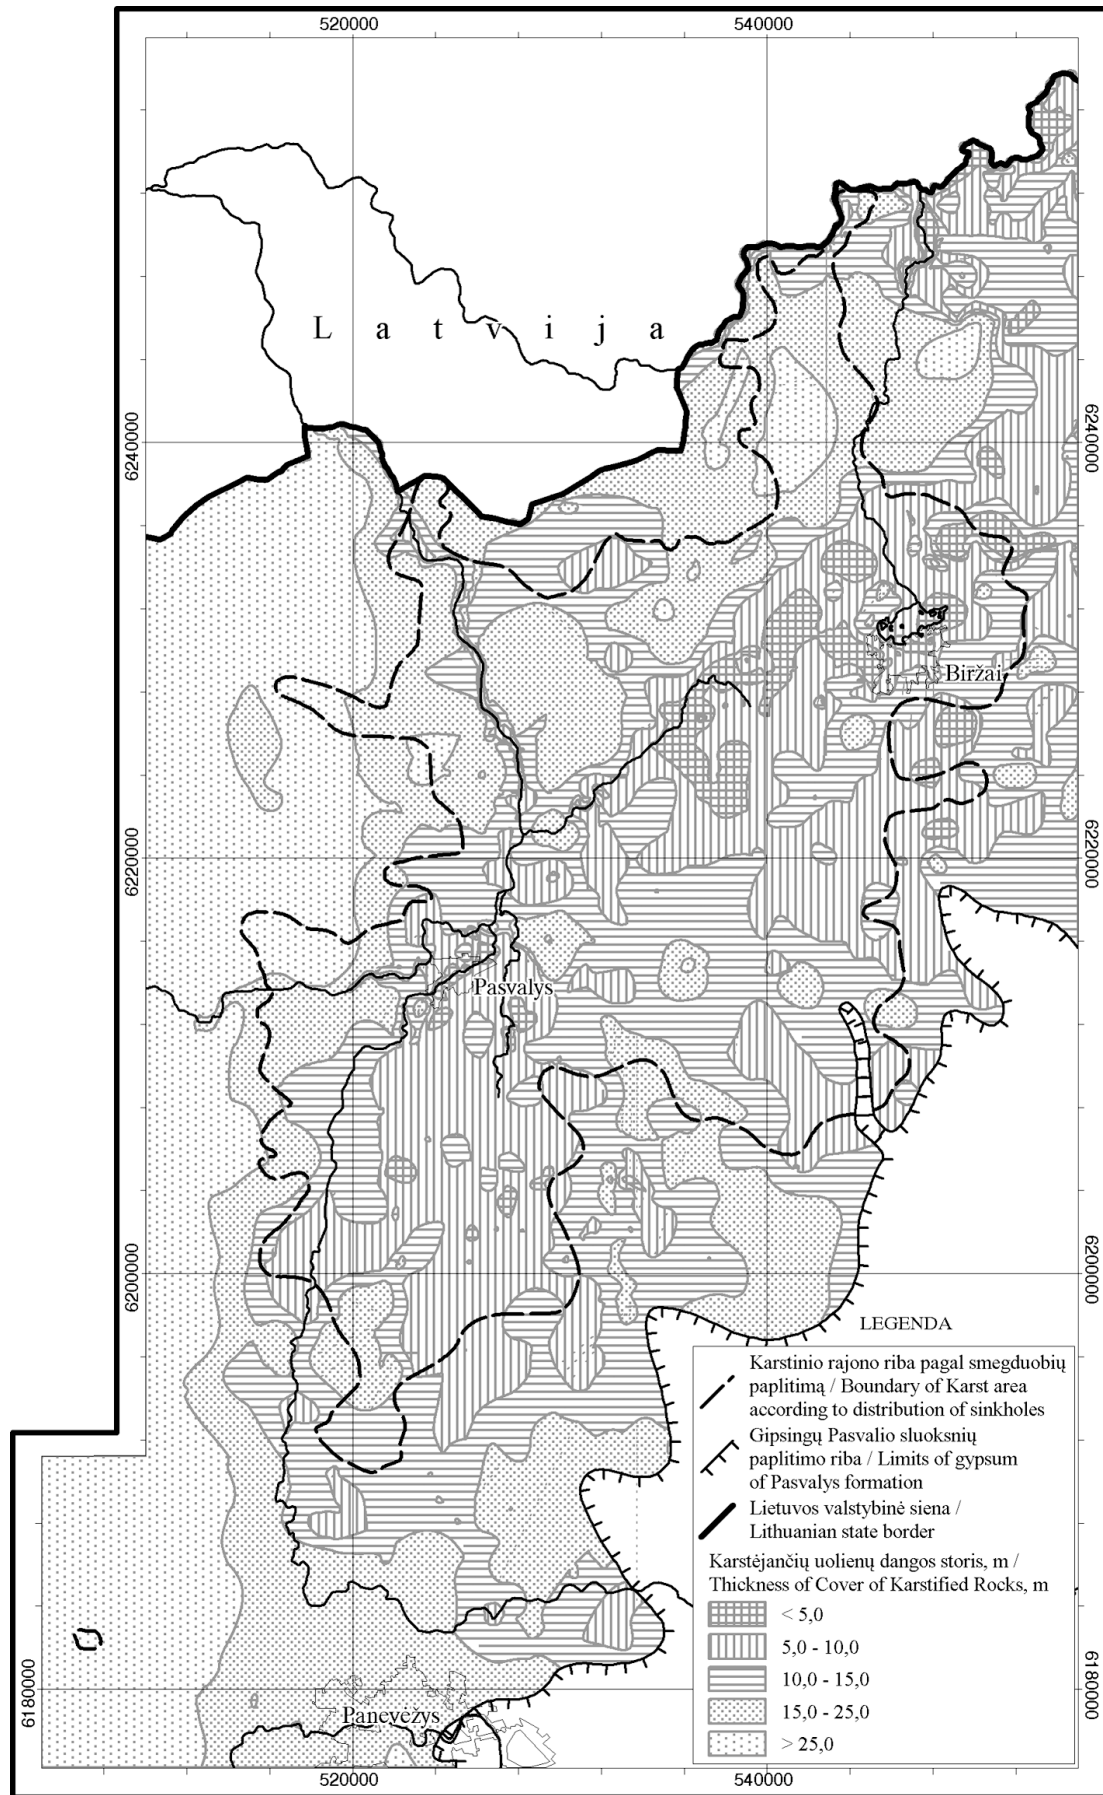 520000
540000
L a t v i j a
6240000
6240000
Biržai
6220000
6220000
Pasvalys
6200000
6200000
LEGENDA
Karstinio rajono riba pagal smegduobių
paplitimą / Boundary of Karst area
according to distribution of sinkholes
Gipsingų Pasvalio sluoksnių
paplitimo riba / Limits of gypsum
of Pasvalys formation
Lietuvos valstybinė siena /
Lithuanian state border
Karstėjančių uolienų dangos storis, m /
Thickness of Cover of Karstified Rocks, m
< 5,0
5,0 - 10,0
10,0 - 15,0
15,0 - 25,0
> 25,0
6180000
6180000
Panevėžys
520000
540000